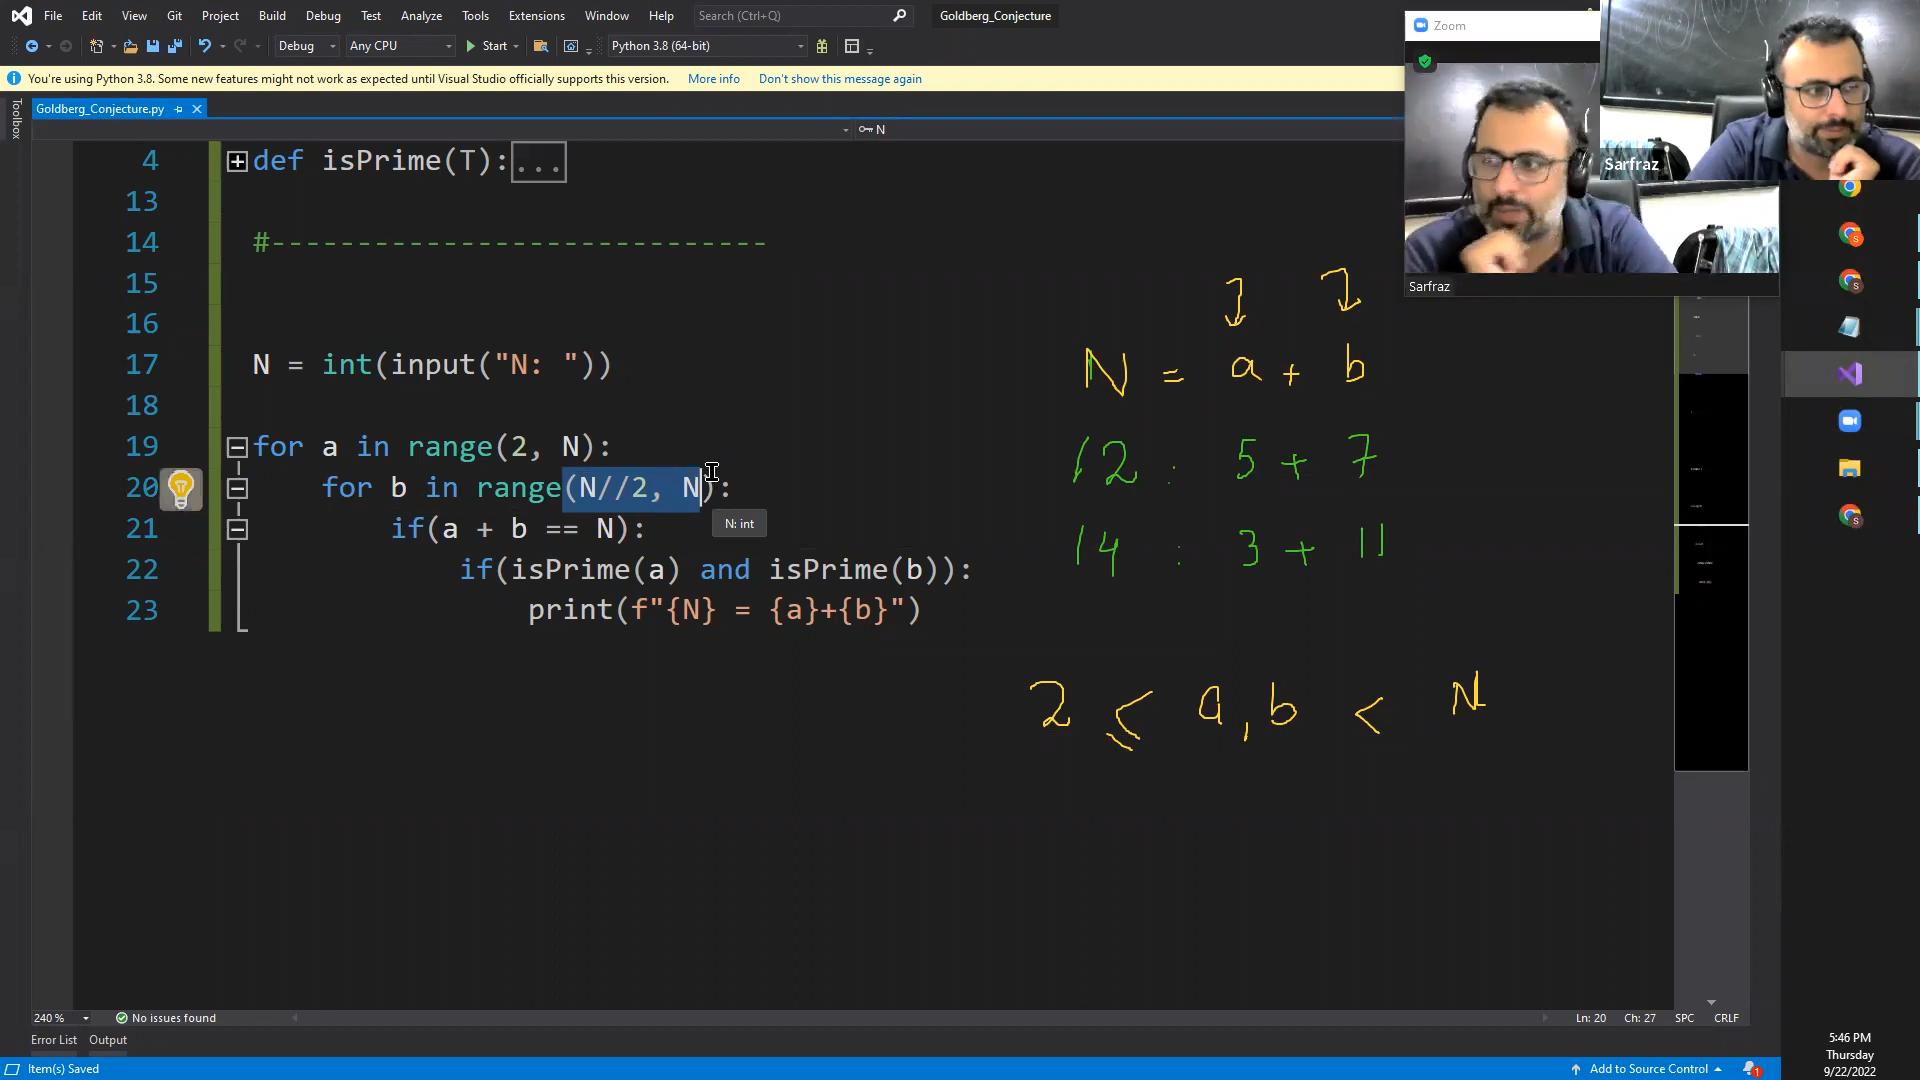 File Edit View Git Project Build Debug Test Analyze Tools Extensions Window Help Search (Ctrl+Q) Goldberg_Conjecture
Debug Any CPU Start Python 3.8 (64-bit)
You're using Python 3.8. Some new features might not work as expected until Visual Studio officially supports this version. More info Don't show this message again
Toolbox
Goldberg_Conjecture.py
N
Zoom
Sarfraz
Sarfraz
4 def isPrime(T):...
13
14 #-----------------------------
15
16
17 N = int(input("N: "))
18
19 for a in range(2, N):
20 for b in range(N//2, N):
N: int
21 if(a + b == N):
22 if(isPrime(a) and isPrime(b)):
23 print(f"{N} = {a}+{b}")
N = a + b
12 : 5 + 7
14 : 3 + 11
2 ≤ a, b < N
240 % No issues found Ln: 20 Ch: 27 SPC CRLF
Error List Output
Item(s) Saved Add to Source Control 1
5:46 PM
Thursday
9/22/2022